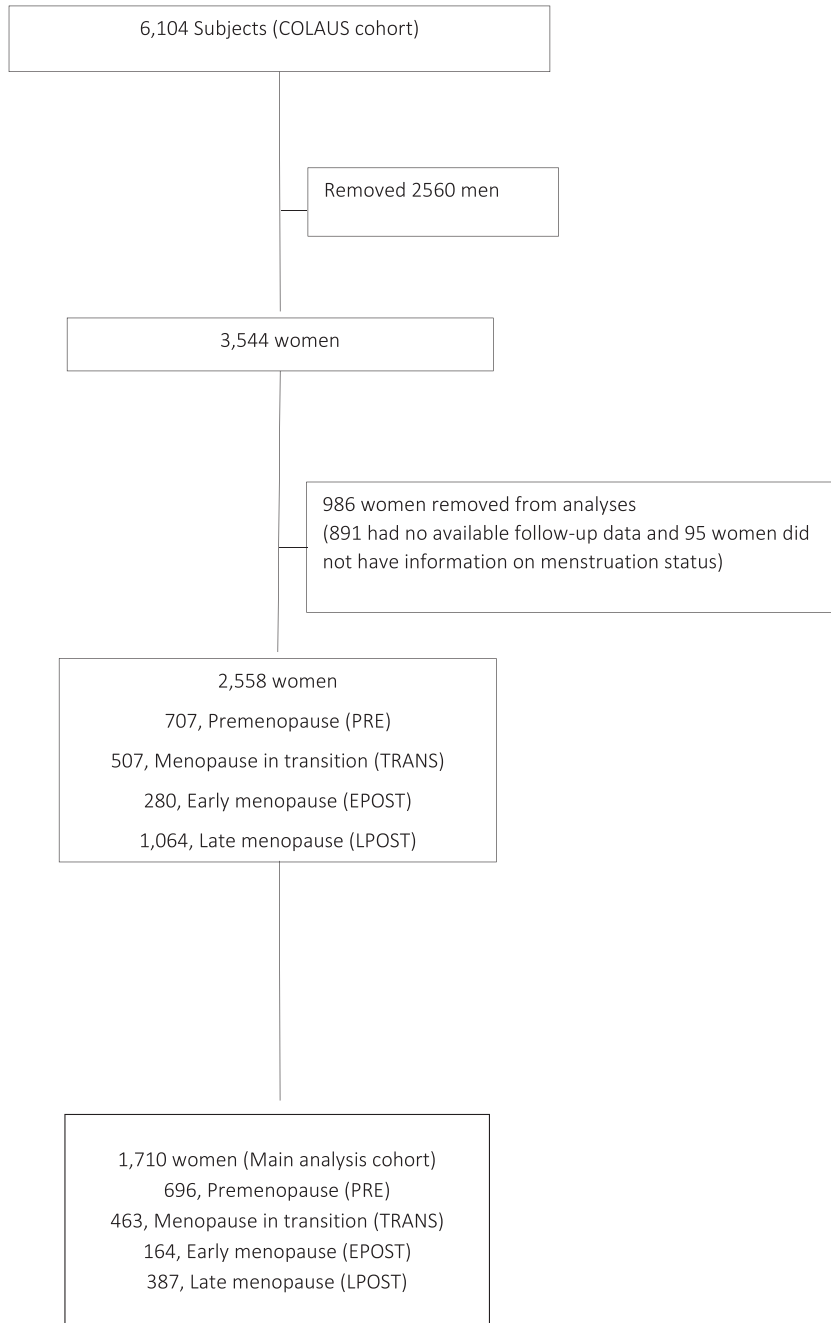 6,104 Subjects (COLAUS cohort)
Removed 2560 men
3,544 women
986 women removed from analyses
(891 had no available follow-up data and 95 women did
not have information on menstruation status)
2,558 women
707, Premenopause (PRE)
507, Menopause in transition (TRANS)
280, Early menopause (EPOST)
1,064, Late menopause (LPOST)
1,710 women (Main analysis cohort)
696, Premenopause (PRE)
463, Menopause in transition (TRANS)
164, Early menopause (EPOST)
387, Late menopause (LPOST)